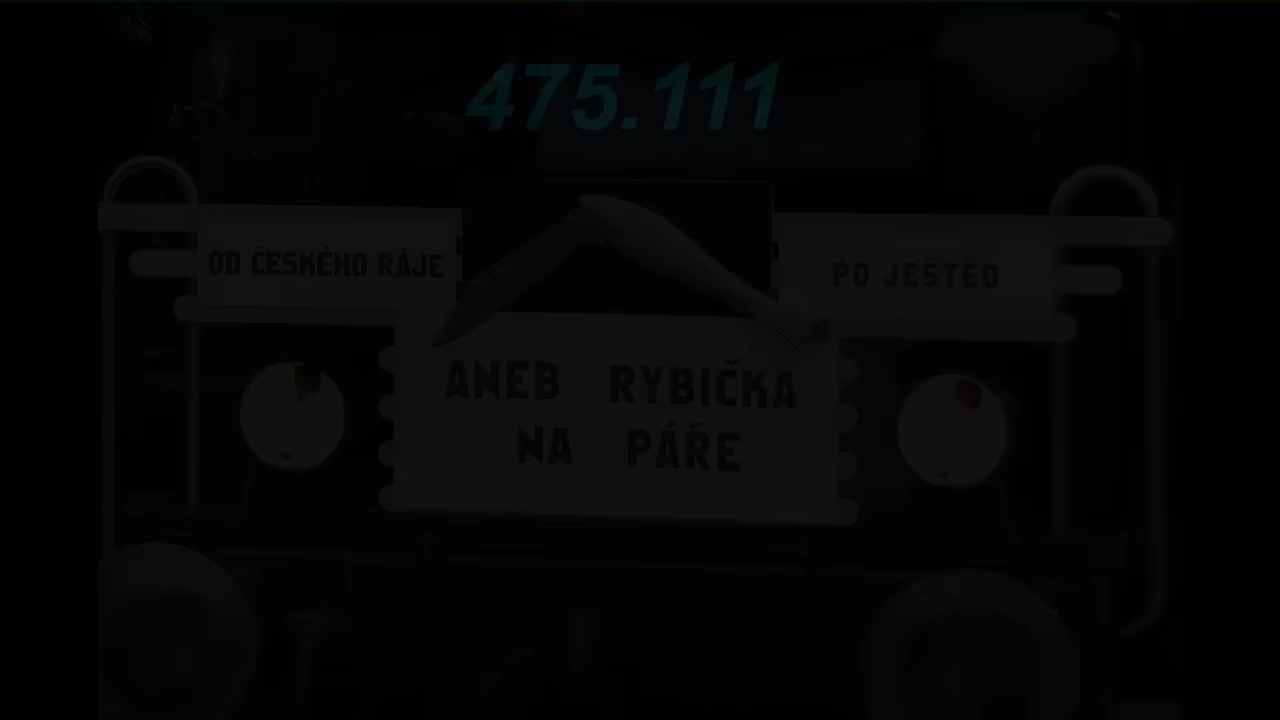 475.111
OD ČESKÉHO RÁJE
PO JEŠTĚD
ANEB RYBIČKA
NA PÁŘE